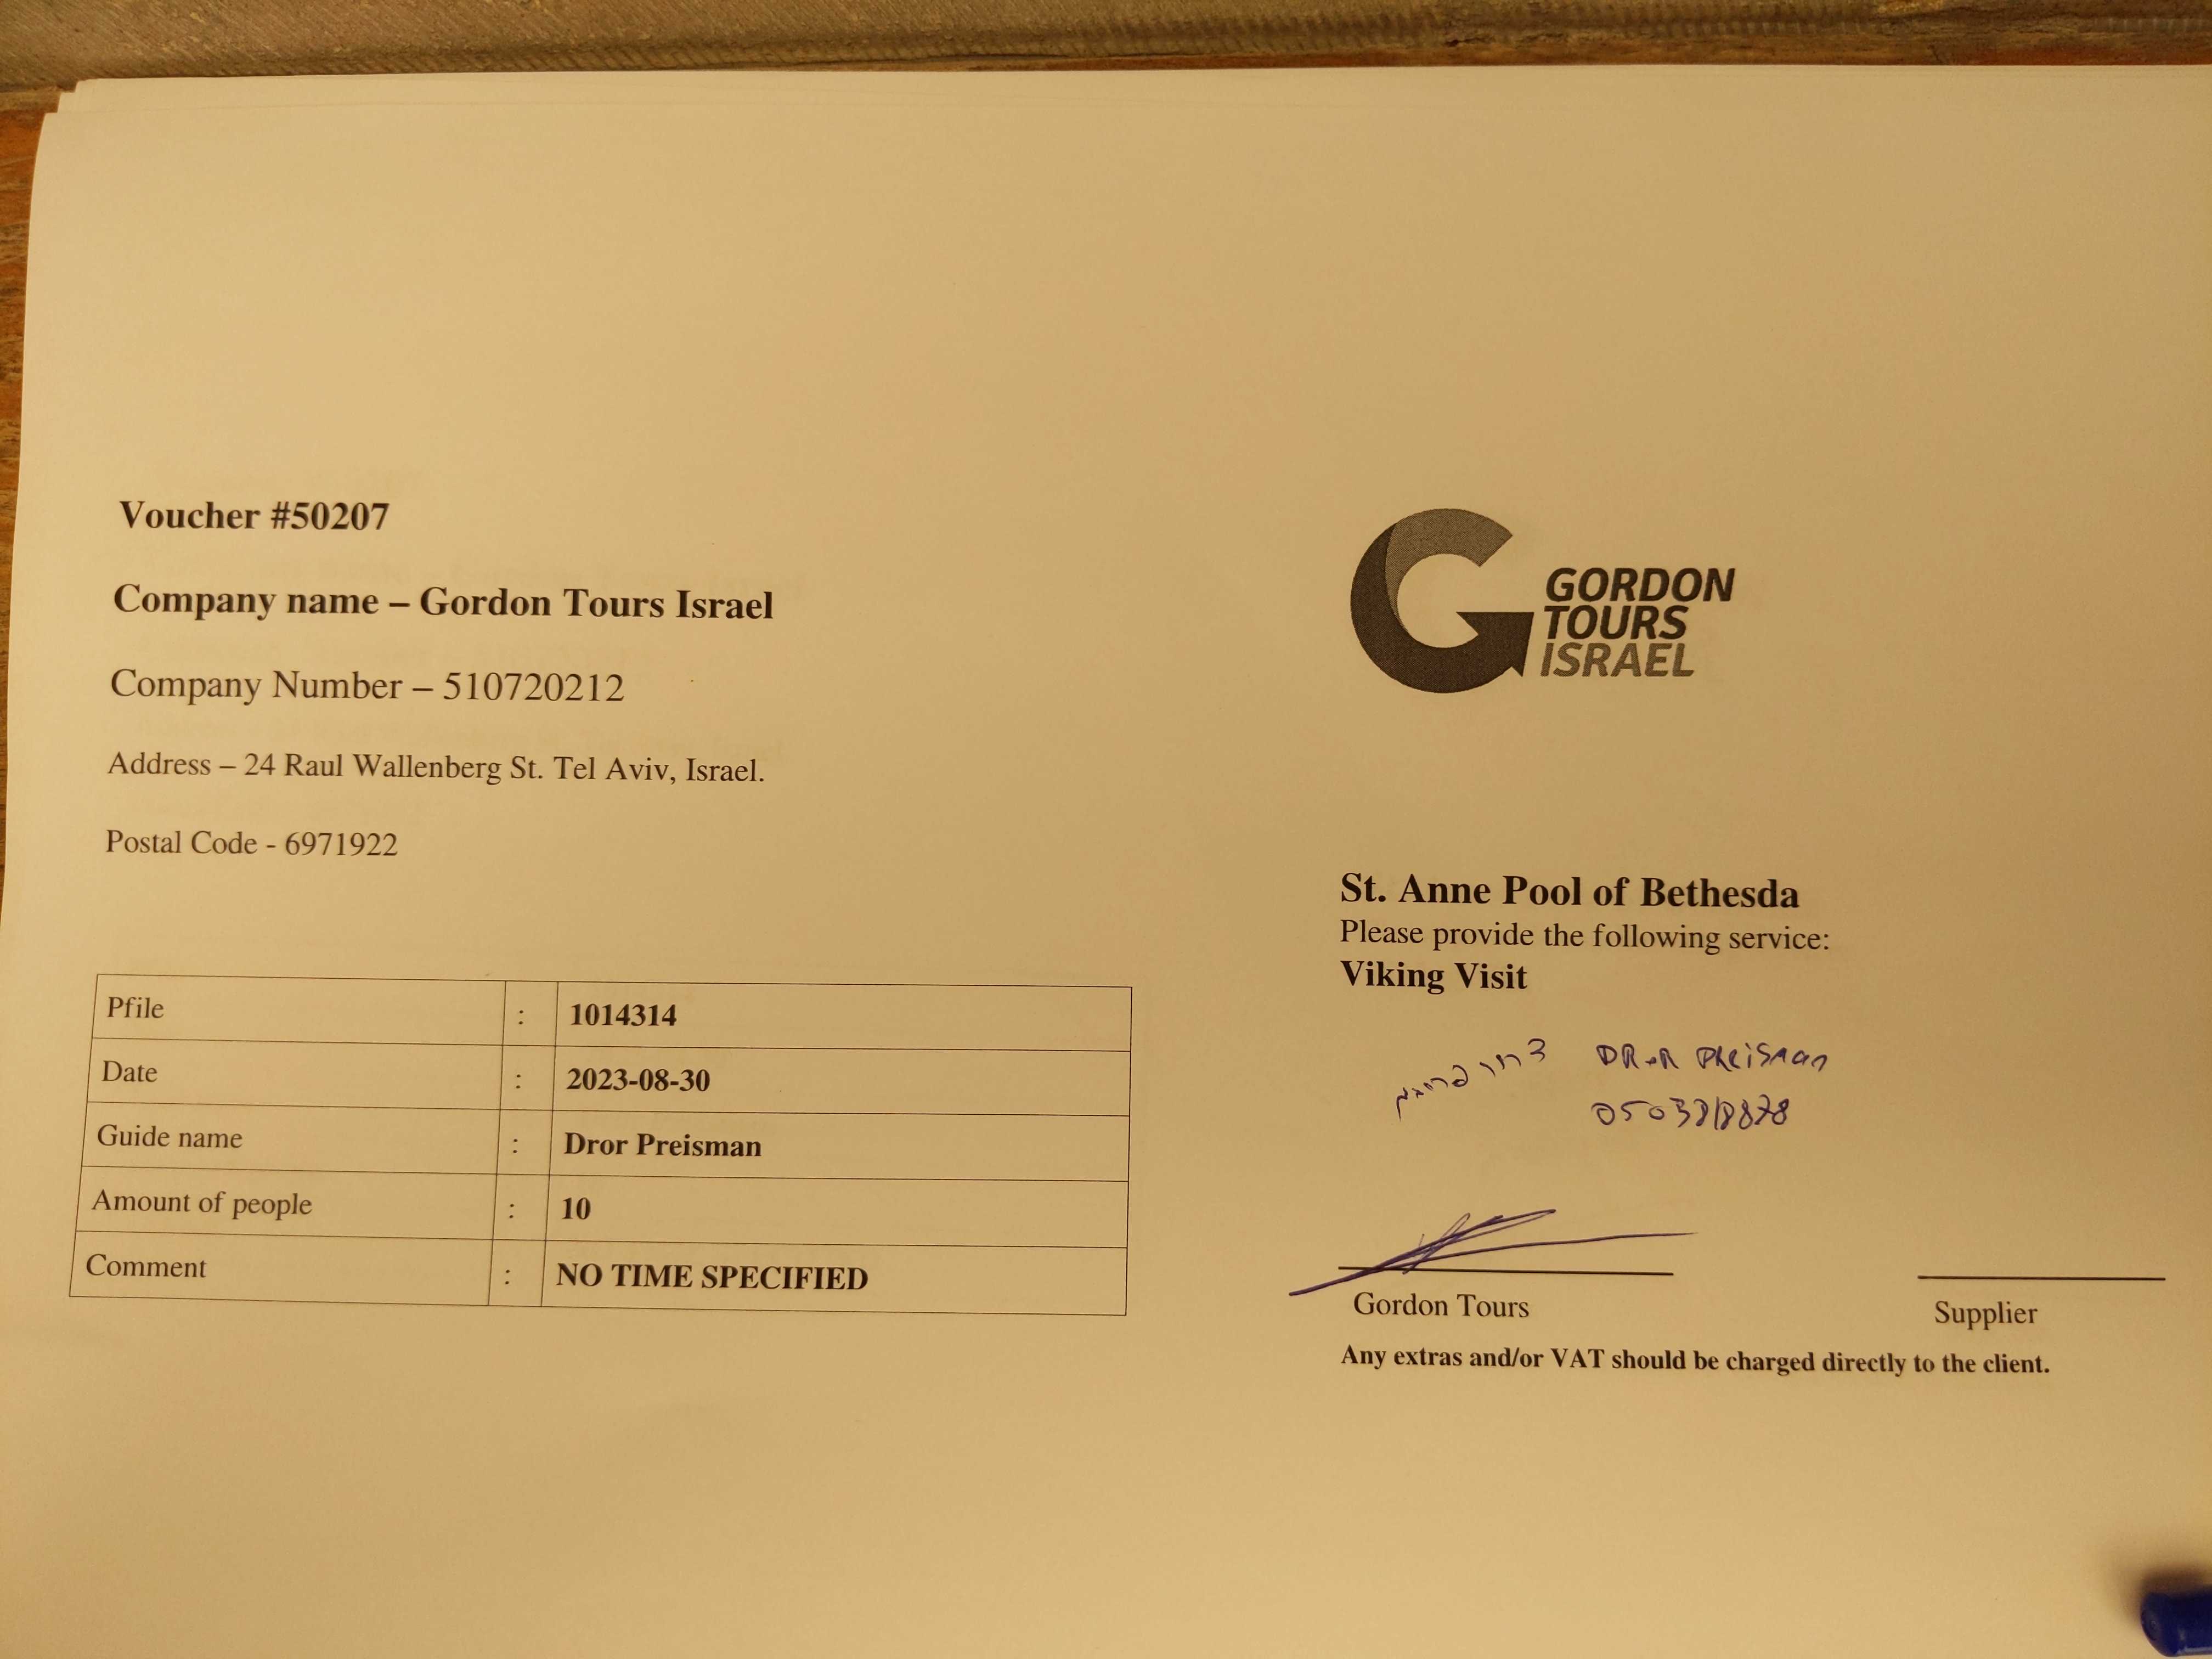 Voucher #50207
Company name – Gordon Tours Israel
Company Number – 510720212
Address – 24 Raul Wallenberg St. Tel Aviv, Israel.
Postal Code - 6971922
Pfile : 1014314
Date : 2023-08-30
Guide name : Dror Preisman
Amount of people : 10
Comment : NO TIME SPECIFIED
GORDON
TOURS
ISRAEL
St. Anne Pool of Bethesda
Please provide the following service:
Viking Visit
DROR PReiSman
Gordon Tours
Supplier
Any extras and/or VAT should be charged directly to the client.